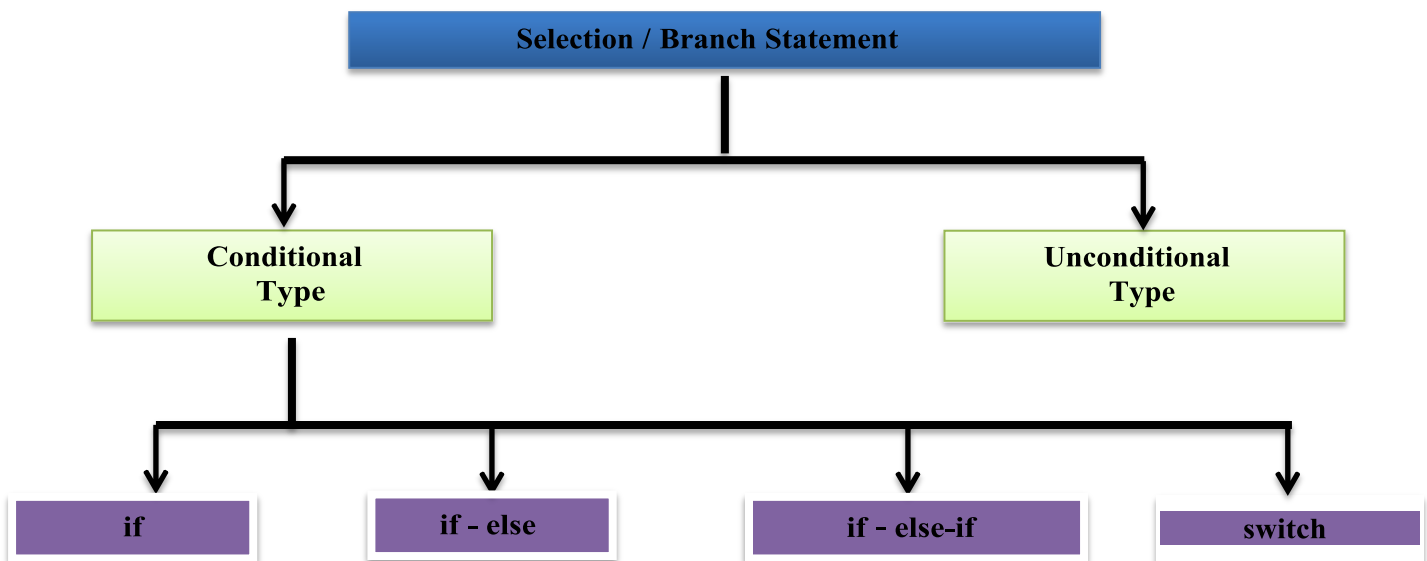 Selection / Branch Statement
Conditional
Type
Unconditional
Type
if
if - else
if - else-if
switch